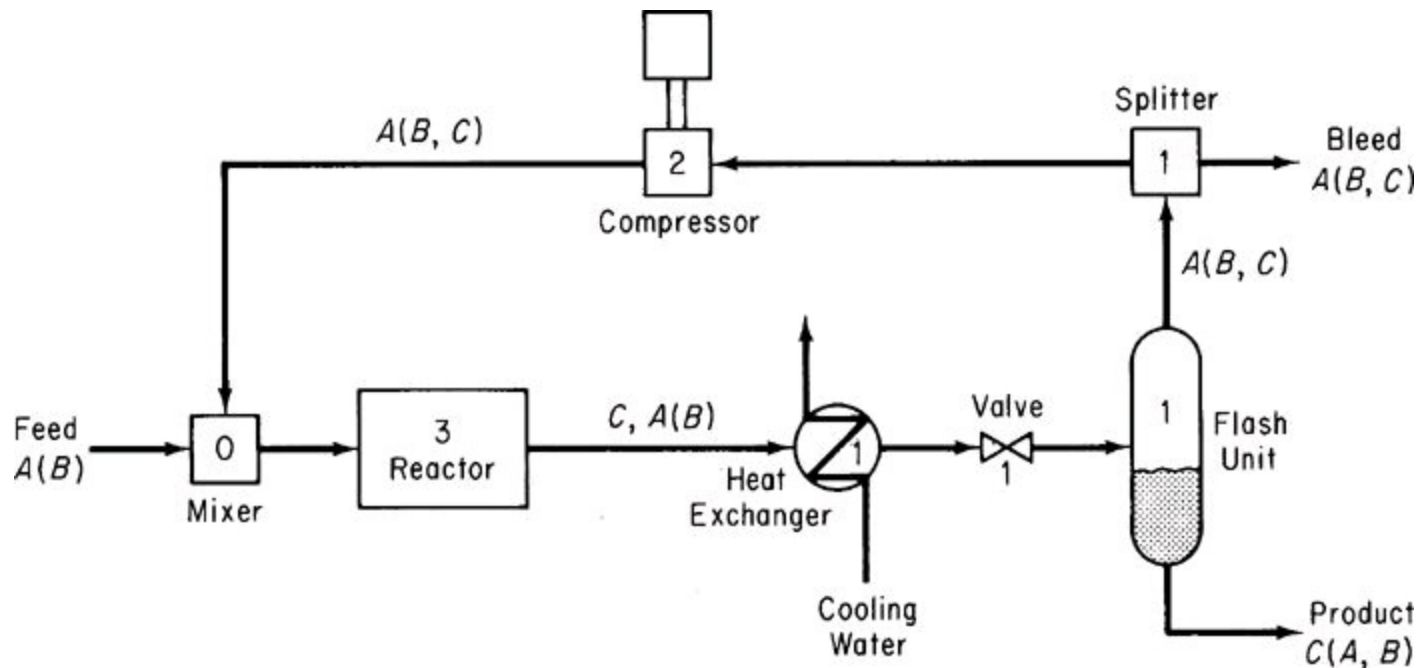 Splitter
A(B, C)
2
1
Bleed
A(B, C)
Compressor
A(B, C)
Feed
A(B)
0
Mixer
3
Reactor
C, A(B)
Heat
Exchanger
1
Valve
1
1
Flash
Unit
Cooling
Water
Product
C(A, B)